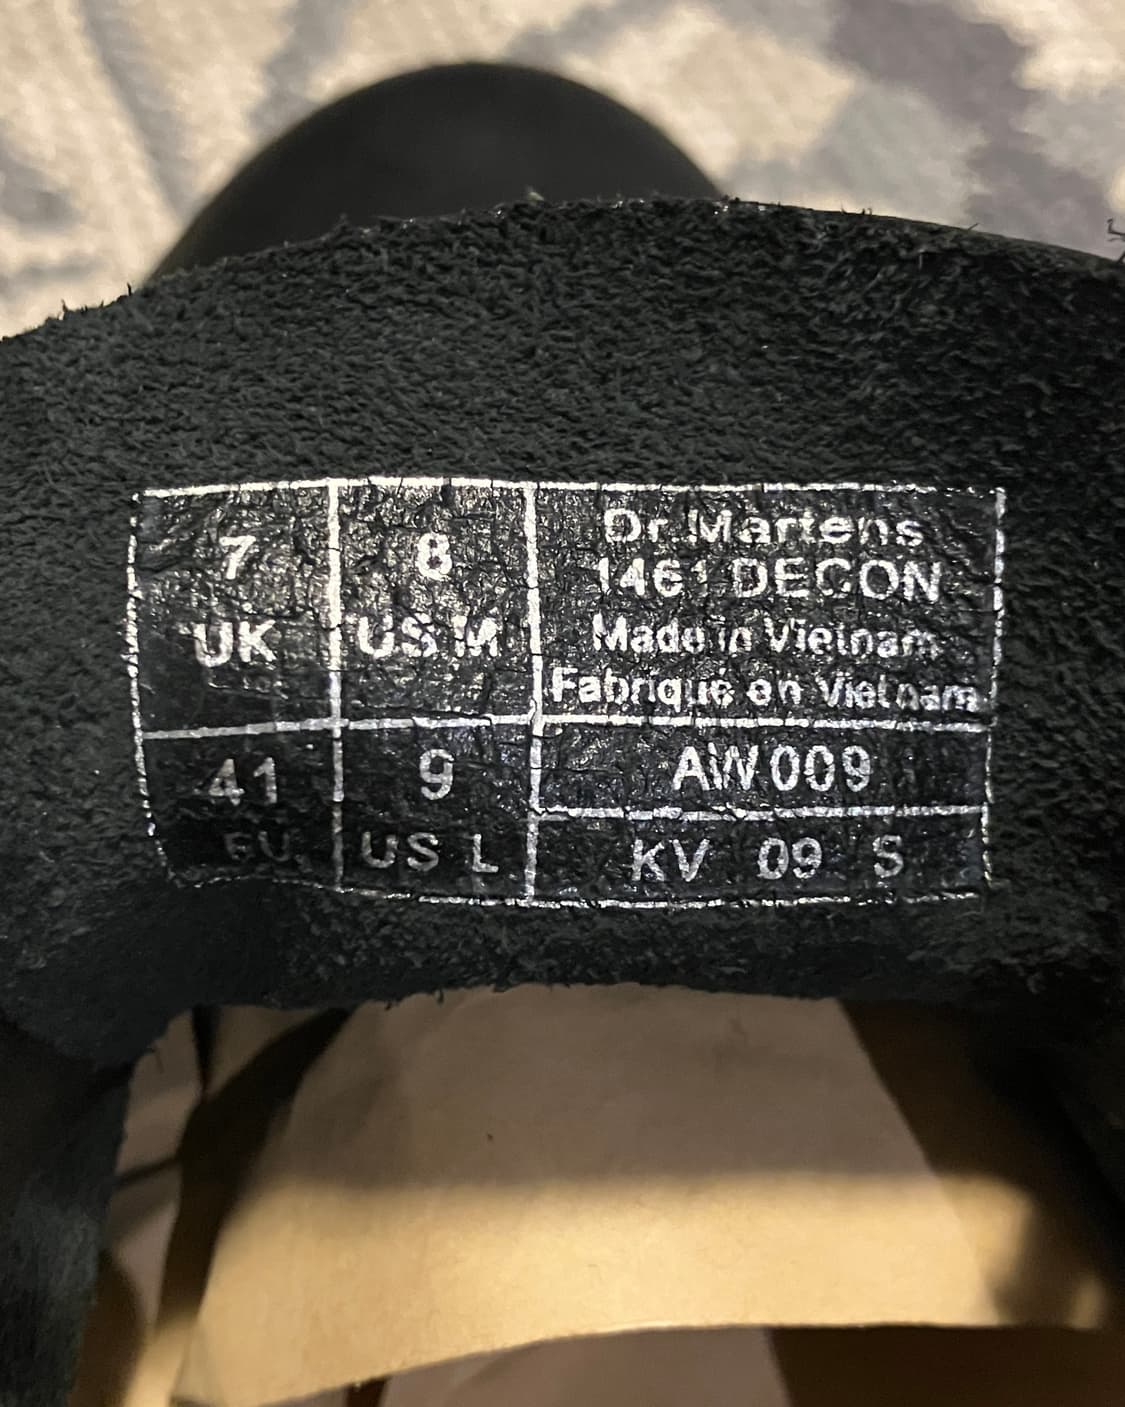 7
UK
8
US M
Dr. Martens
1461 DECON
Made in Vietnam
Fabrique en Vietnam
41
EU
9
US L
AW009
KV 09 S